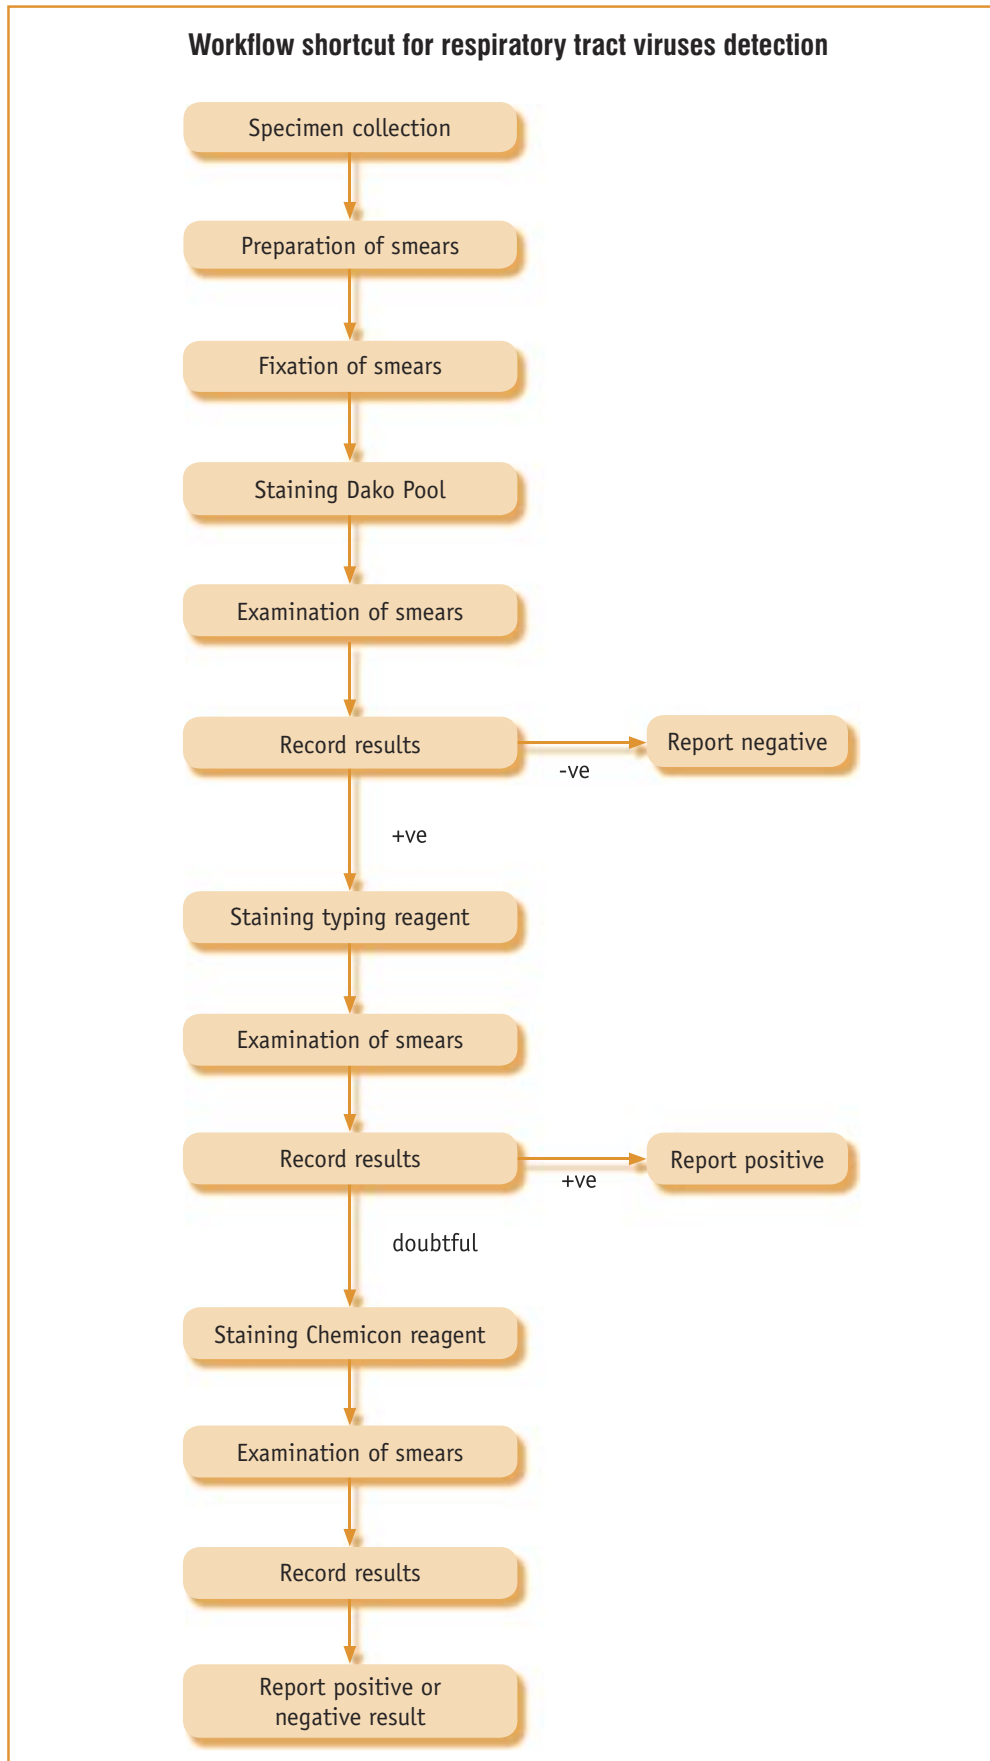 Workflow shortcut for respiratory tract viruses detection
Specimen collection
Preparation of smears
Fixation of smears
Staining Dako Pool
Examination of smears
Record results
-ve
Report negative
+ve
Staining typing reagent
Examination of smears
Record results
+ve
Report positive
doubtful
Staining Chemicon reagent
Examination of smears
Record results
Report positive or
negative result